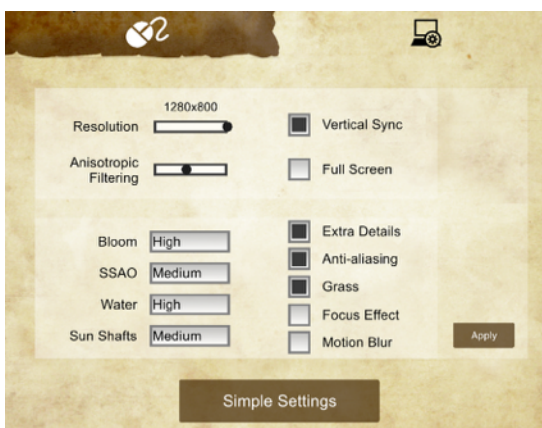 1280x800
Resolution
Vertical Sync
Anisotropic
Filtering
Full Screen
Bloom High
Extra Details
SSAO Medium
Anti-aliasing
Water High
Grass
Focus Effect
Sun Shafts Medium
Motion Blur
Apply
Simple Settings